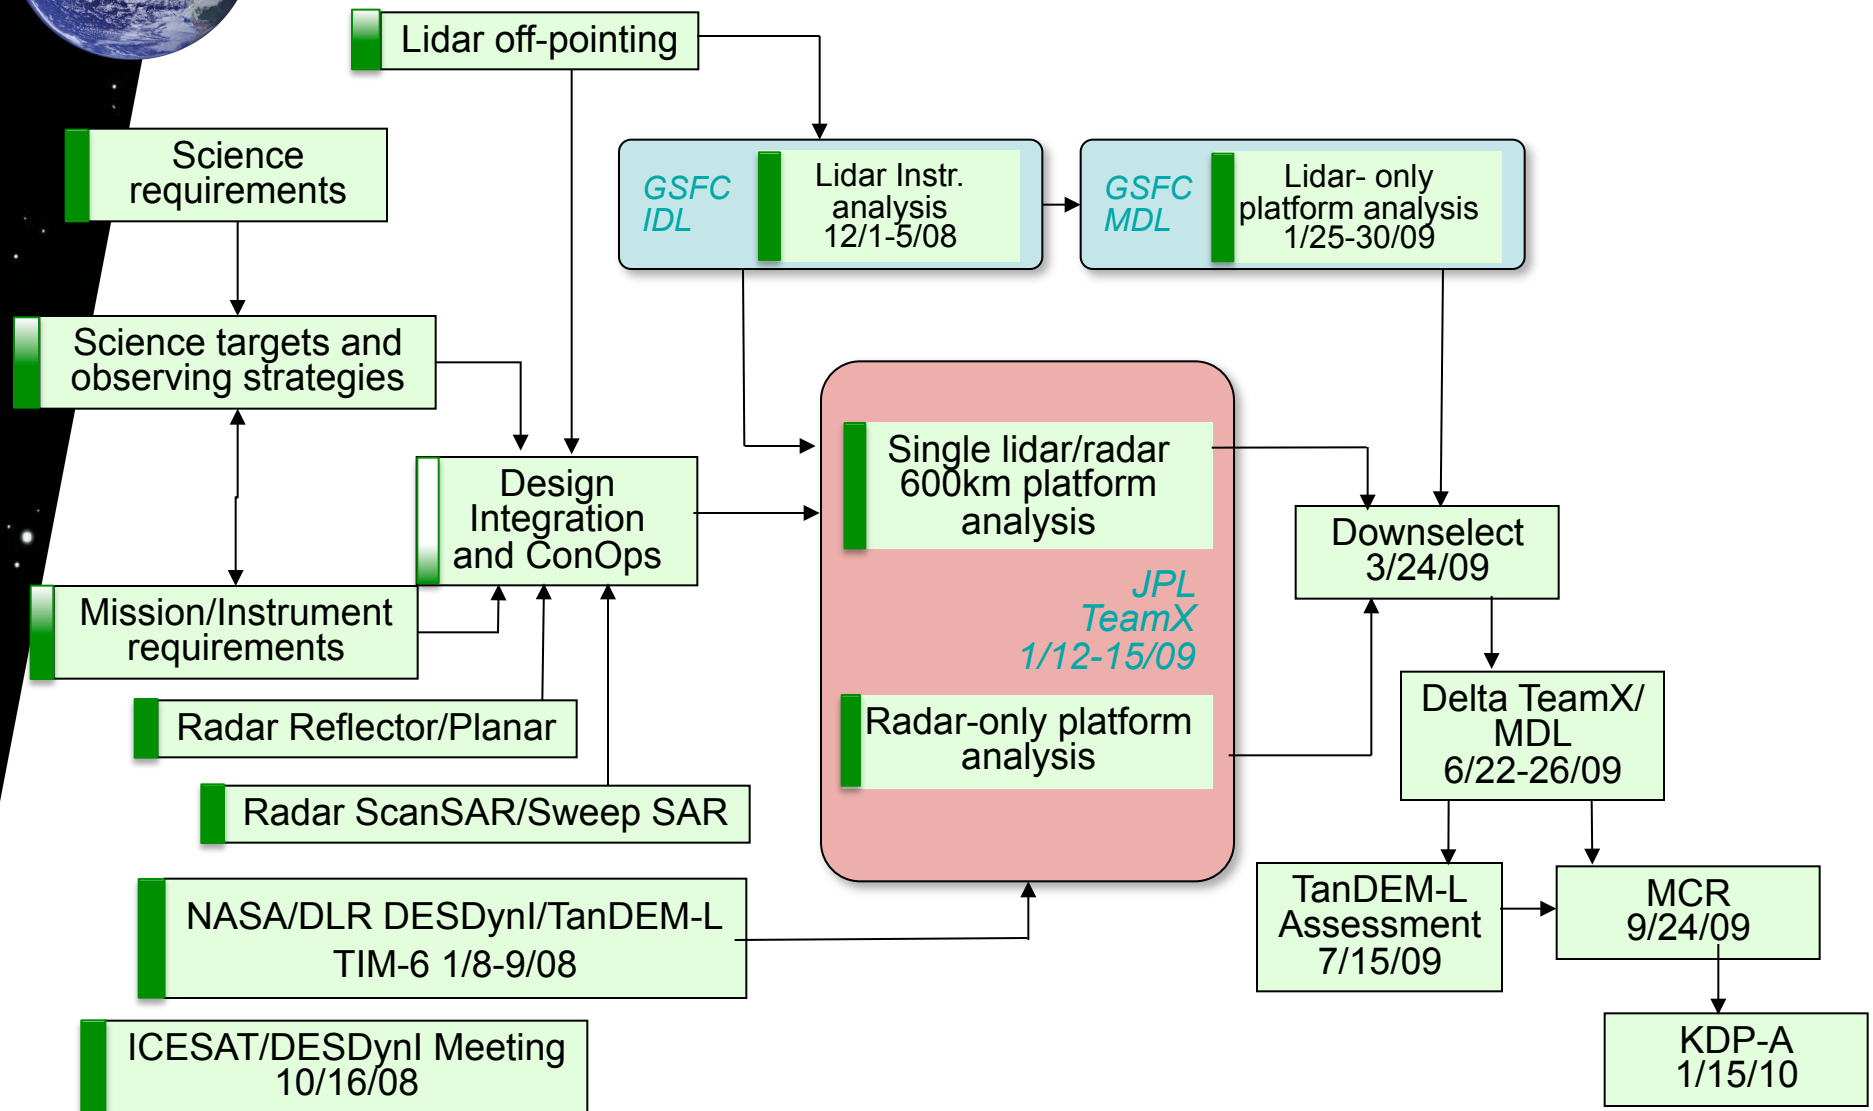 Lidar off-pointing
Science
requirements
GSFC
IDL
Lidar Instr.
analysis
12/1-5/08
GSFC
MDL
Lidar- only
platform analysis
1/25-30/09
Science targets and
observing strategies
Design
Integration
and ConOps
Single lidar/radar
600km platform
analysis
JPL
TeamX
1/12-15/09
Radar-only platform
analysis
Downselect
3/24/09
Mission/Instrument
requirements
Radar Reflector/Planar
Radar ScanSAR/Sweep SAR
Delta TeamX/
MDL
6/22-26/09
NASA/DLR DESDynI/TanDEM-L
TIM-6 1/8-9/08
TanDEM-L
Assessment
7/15/09
MCR
9/24/09
ICESAT/DESDynI Meeting
10/16/08
KDP-A
1/15/10